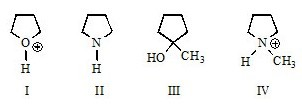 O ⊕ N HO CH₃ N ⊕ CH₃
H H H
I II III IV